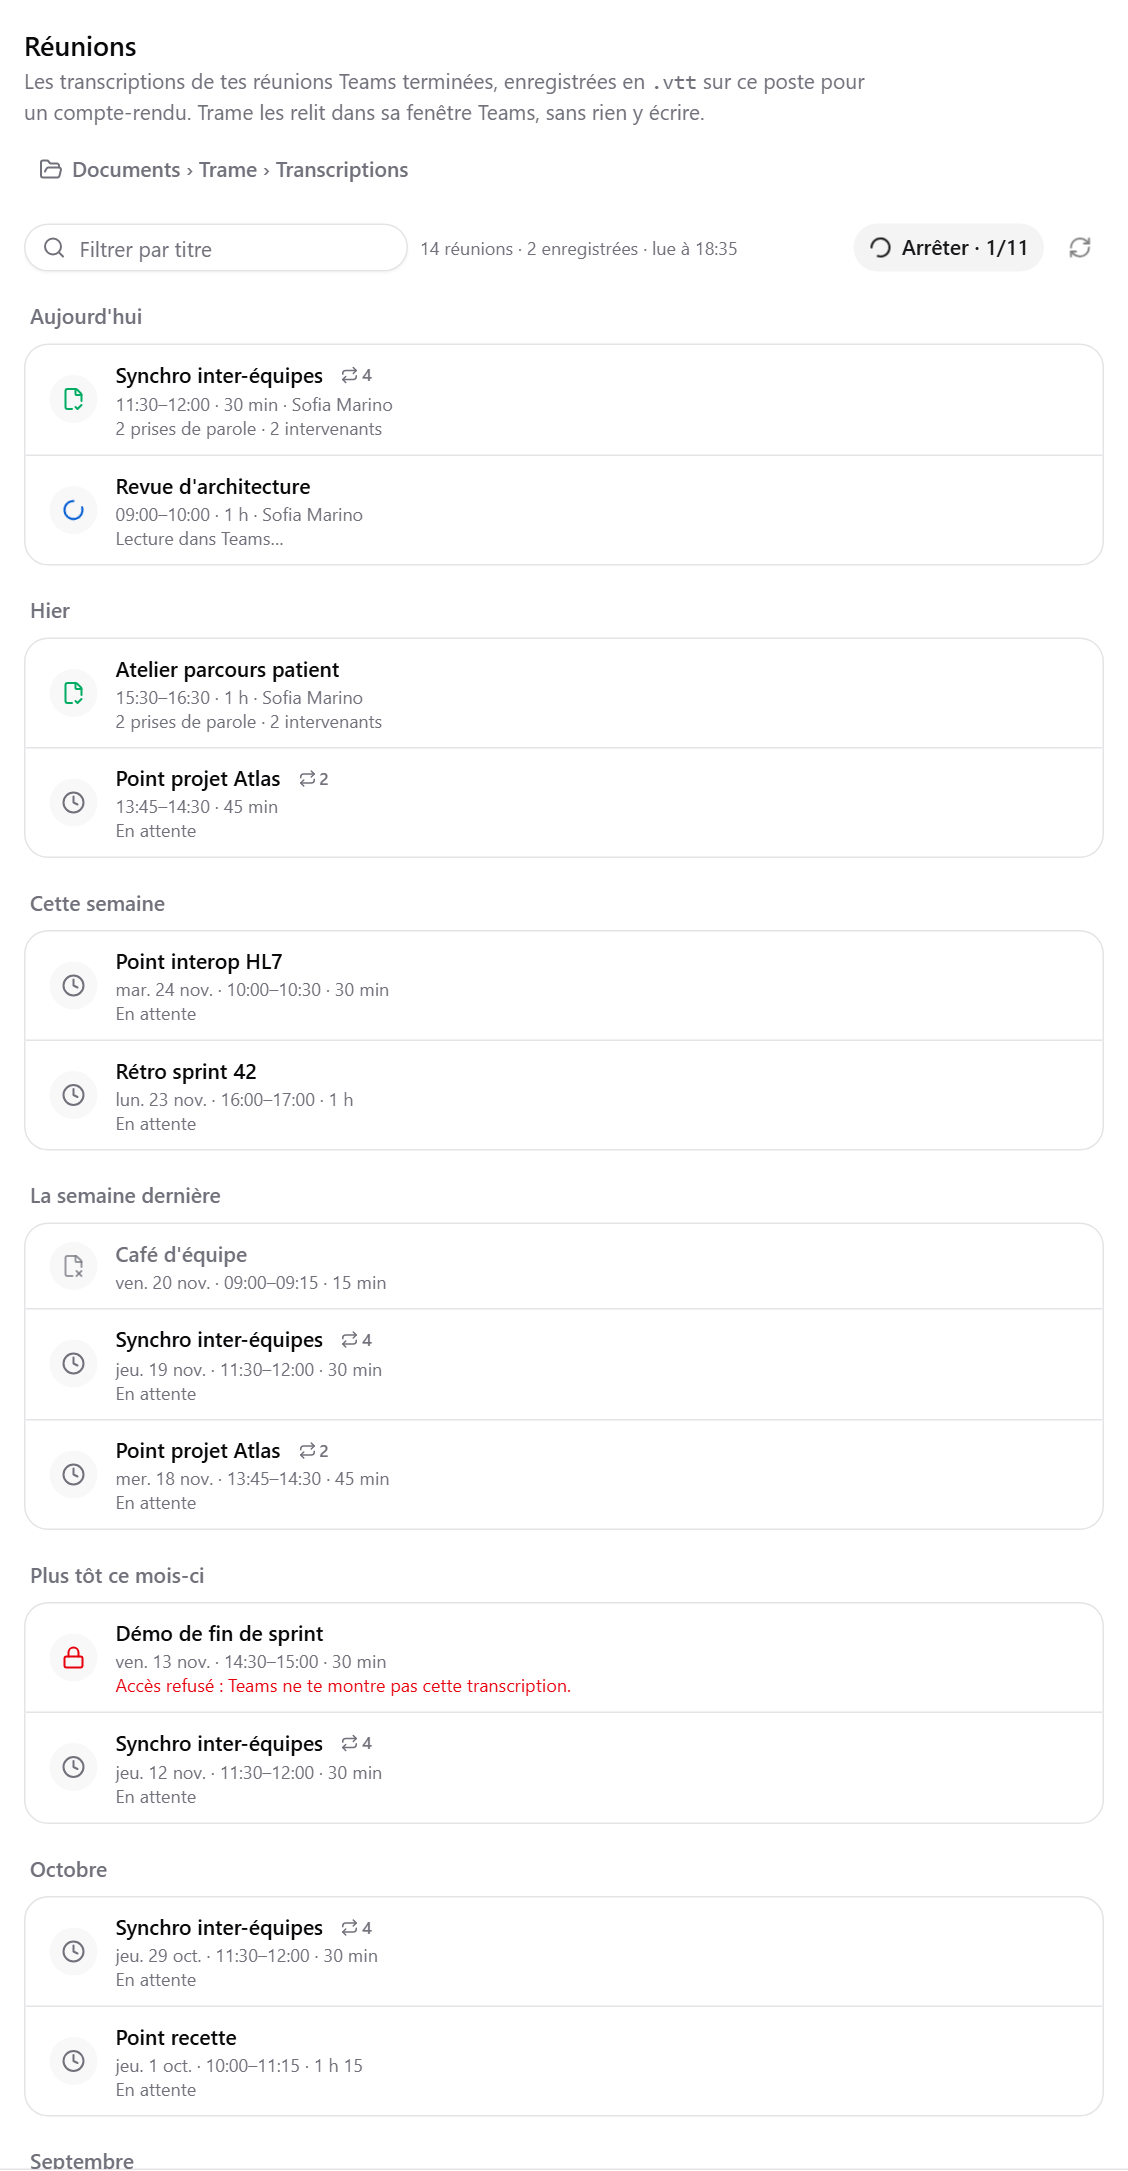 Réunions
Les transcriptions de tes réunions Teams terminées, enregistrées en .vtt sur ce poste pour
un compte-rendu. Trame les relit dans sa fenêtre Teams, sans rien y écrire.
Documents › Trame › Transcriptions
Filtrer par titre
14 réunions · 2 enregistrées · lue à 18:35
Arrêter · 1/11
Aujourd'hui
Synchro inter-équipes 4
11:30–12:00 · 30 min · Sofia Marino
2 prises de parole · 2 intervenants
Revue d'architecture
09:00–10:00 · 1 h · Sofia Marino
Lecture dans Teams...
Hier
Atelier parcours patient
15:30–16:30 · 1 h · Sofia Marino
2 prises de parole · 2 intervenants
Point projet Atlas 2
13:45–14:30 · 45 min
En attente
Cette semaine
Point interop HL7
mar. 24 nov. · 10:00–10:30 · 30 min
En attente
Rétro sprint 42
lun. 23 nov. · 16:00–17:00 · 1 h
En attente
La semaine dernière
Café d'équipe
ven. 20 nov. · 09:00–09:15 · 15 min
Synchro inter-équipes 4
jeu. 19 nov. · 11:30–12:00 · 30 min
En attente
Point projet Atlas 2
mer. 18 nov. · 13:45–14:30 · 45 min
En attente
Plus tôt ce mois-ci
Démo de fin de sprint
ven. 13 nov. · 14:30–15:00 · 30 min
Accès refusé : Teams ne te montre pas cette transcription.
Synchro inter-équipes 4
jeu. 12 nov. · 11:30–12:00 · 30 min
En attente
Octobre
Synchro inter-équipes 4
jeu. 29 oct. · 11:30–12:00 · 30 min
En attente
Point recette
jeu. 1 oct. · 10:00–11:15 · 1 h 15
En attente
Septembre